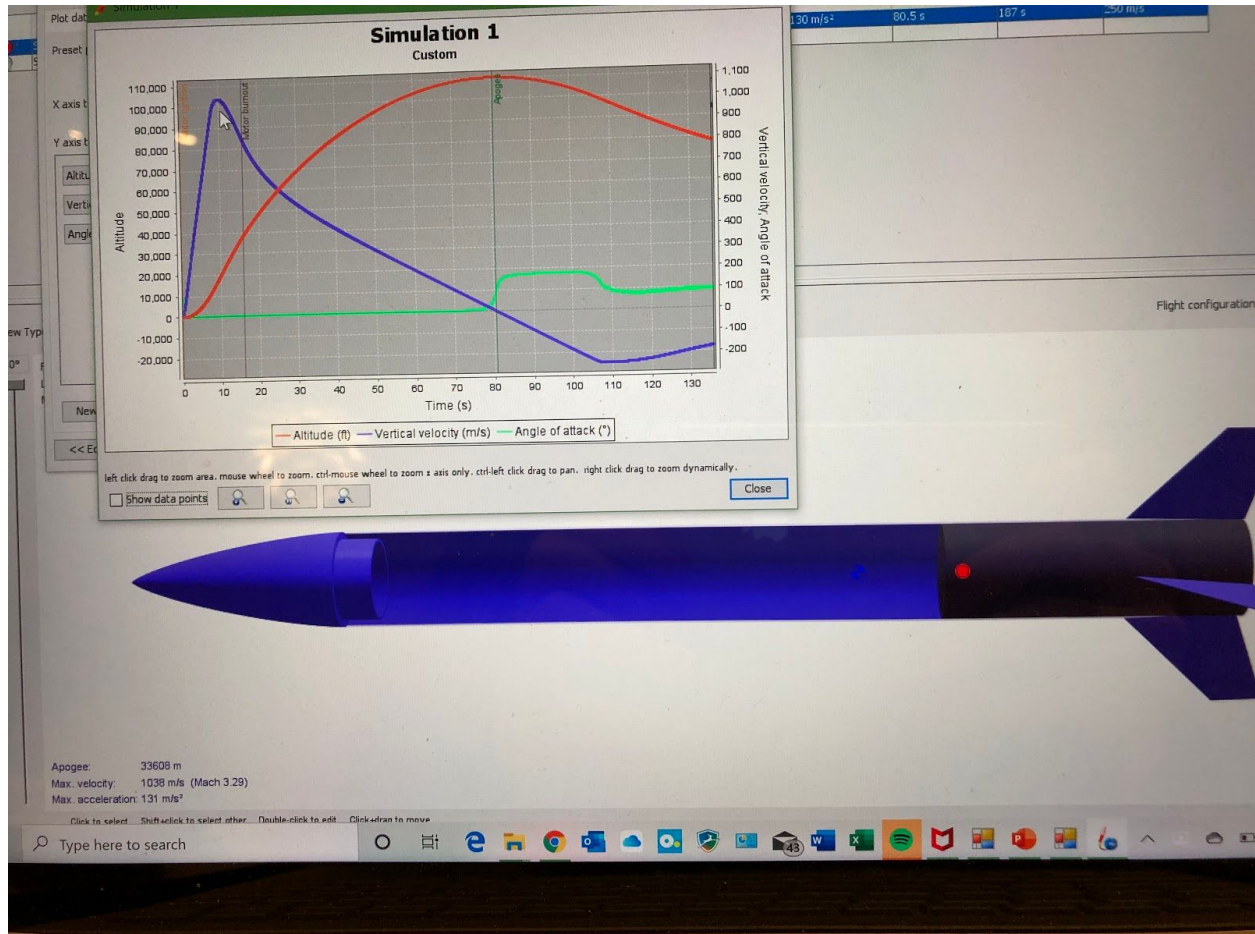 Simulation 1
Plot dat
130 m/s²
80.5 s
187 s
250 m/s
Preset
Simulation 1
Custom
X axis t
Y axis t
Altitu
Verti
Angle
New
<< Ed
Altitude
110,000
100,000
90,000
80,000
70,000
60,000
50,000
40,000
30,000
20,000
10,000
0
-10,000
-20,000
Motor burnout
Apogee
1,100
1,000
900
800
700
600
500
400
300
200
100
0
-100
-200
Vertical velocity; Angle of attack
0 10 20 30 40 50 60 70 80 90 100 110 120 130
Time (s)
Altitude (ft) Vertical velocity (m/s) Angle of attack (°)
left click drag to zoom area. mouse wheel to zoom. ctrl-mouse wheel to zoom x axis only. ctrl-left click drag to pan. right click drag to zoom dynamically.
Show data points
Close
ew Typ
0°
Flight configuration
Apogee: 33608 m
Max. velocity: 1038 m/s (Mach 3.29)
Max. acceleration: 131 m/s²
Click to select Shift+click to select other Double-click to edit Click+drag to move
Type here to search
43